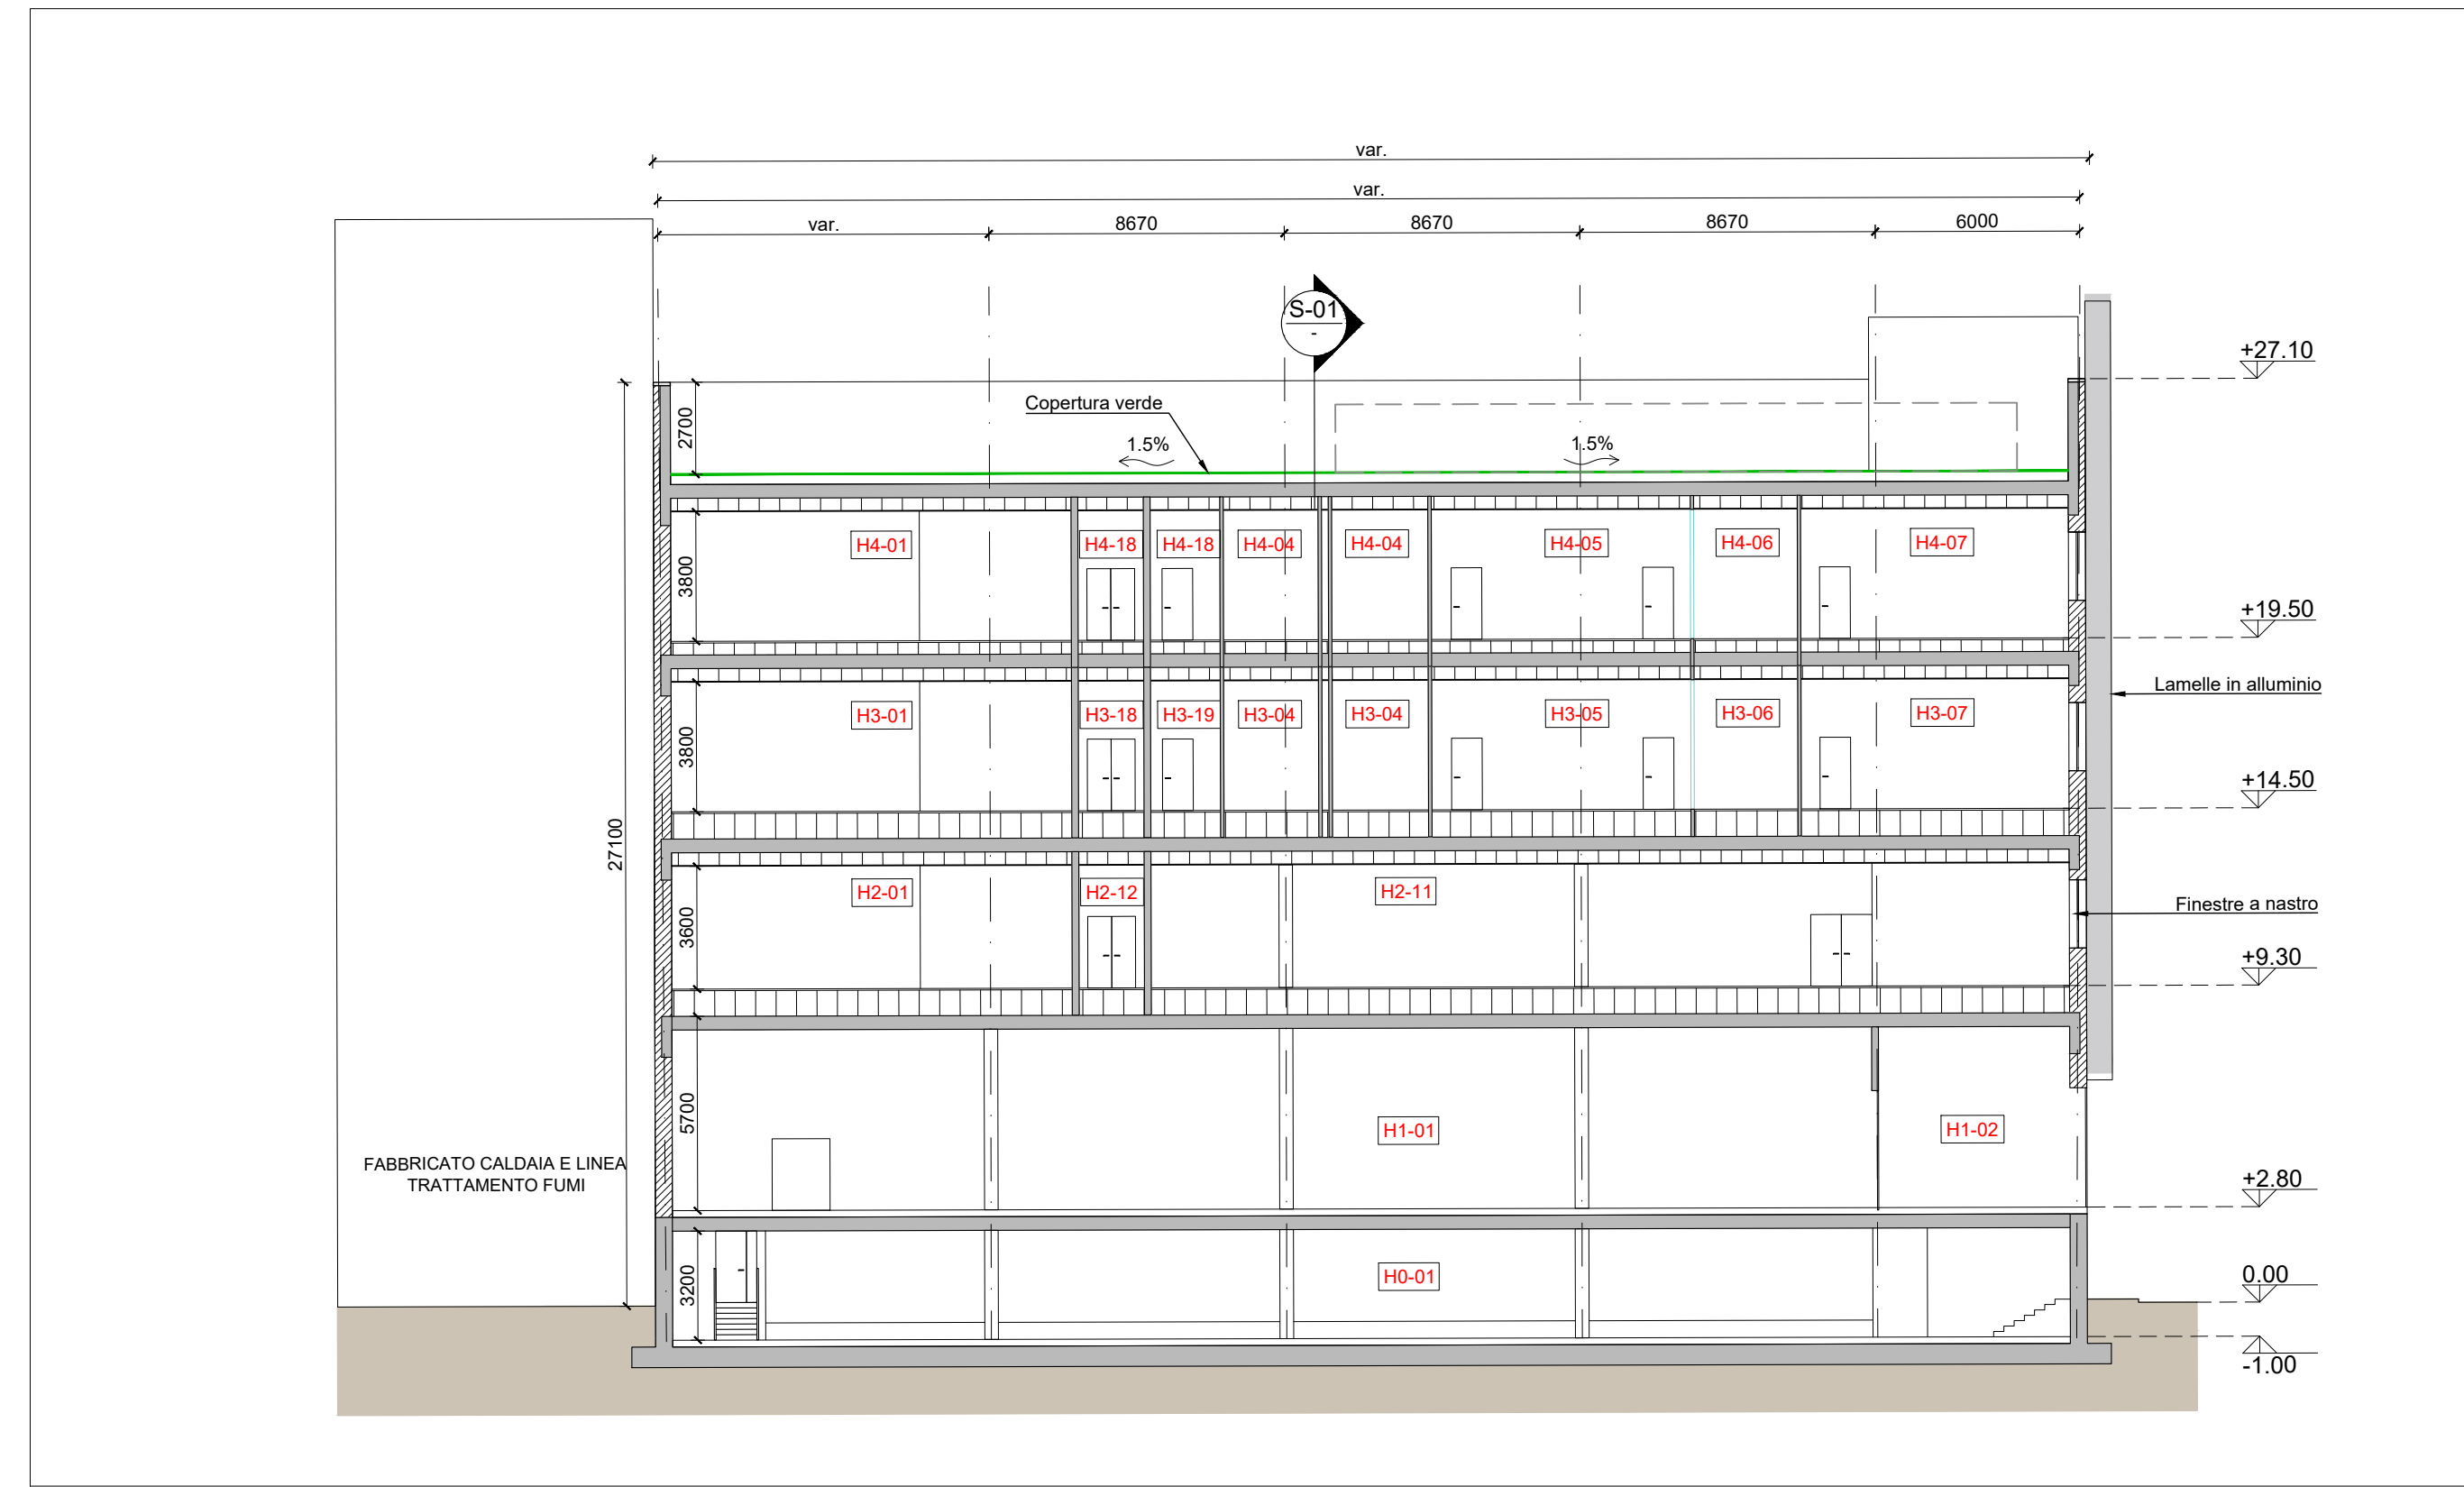 var.
var.
var.
8670
8670
8670
6000
S-01
-
+27.10
Copertura verde
2700
1.5%
1.5%
H4-01
H4-18
H4-18
H4-04
H4-04
H4-05
H4-06
H4-07
3800
+19.50
Lamelle in alluminio
H3-01
H3-18
H3-19
H3-04
H3-04
H3-05
H3-06
H3-07
3800
+14.50
27100
H2-01
H2-12
H2-11
3600
Finestre a nastro
+9.30
5700
H1-01
H1-02
FABBRICATO CALDAIA E LINEA
TRATTAMENTO FUMI
+2.80
3200
H0-01
0.00
-1.00